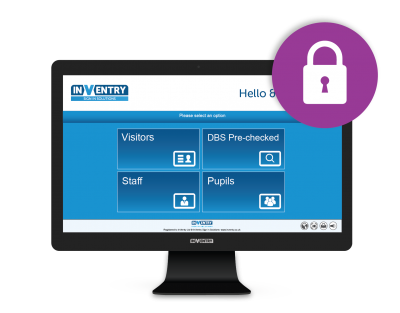 INVENTRY
SIGN IN SOLUTIONS
Hello &
Please select an option
Visitors
DBS Pre-checked
Staff
Pupils
INVENTRY
INVENTRY